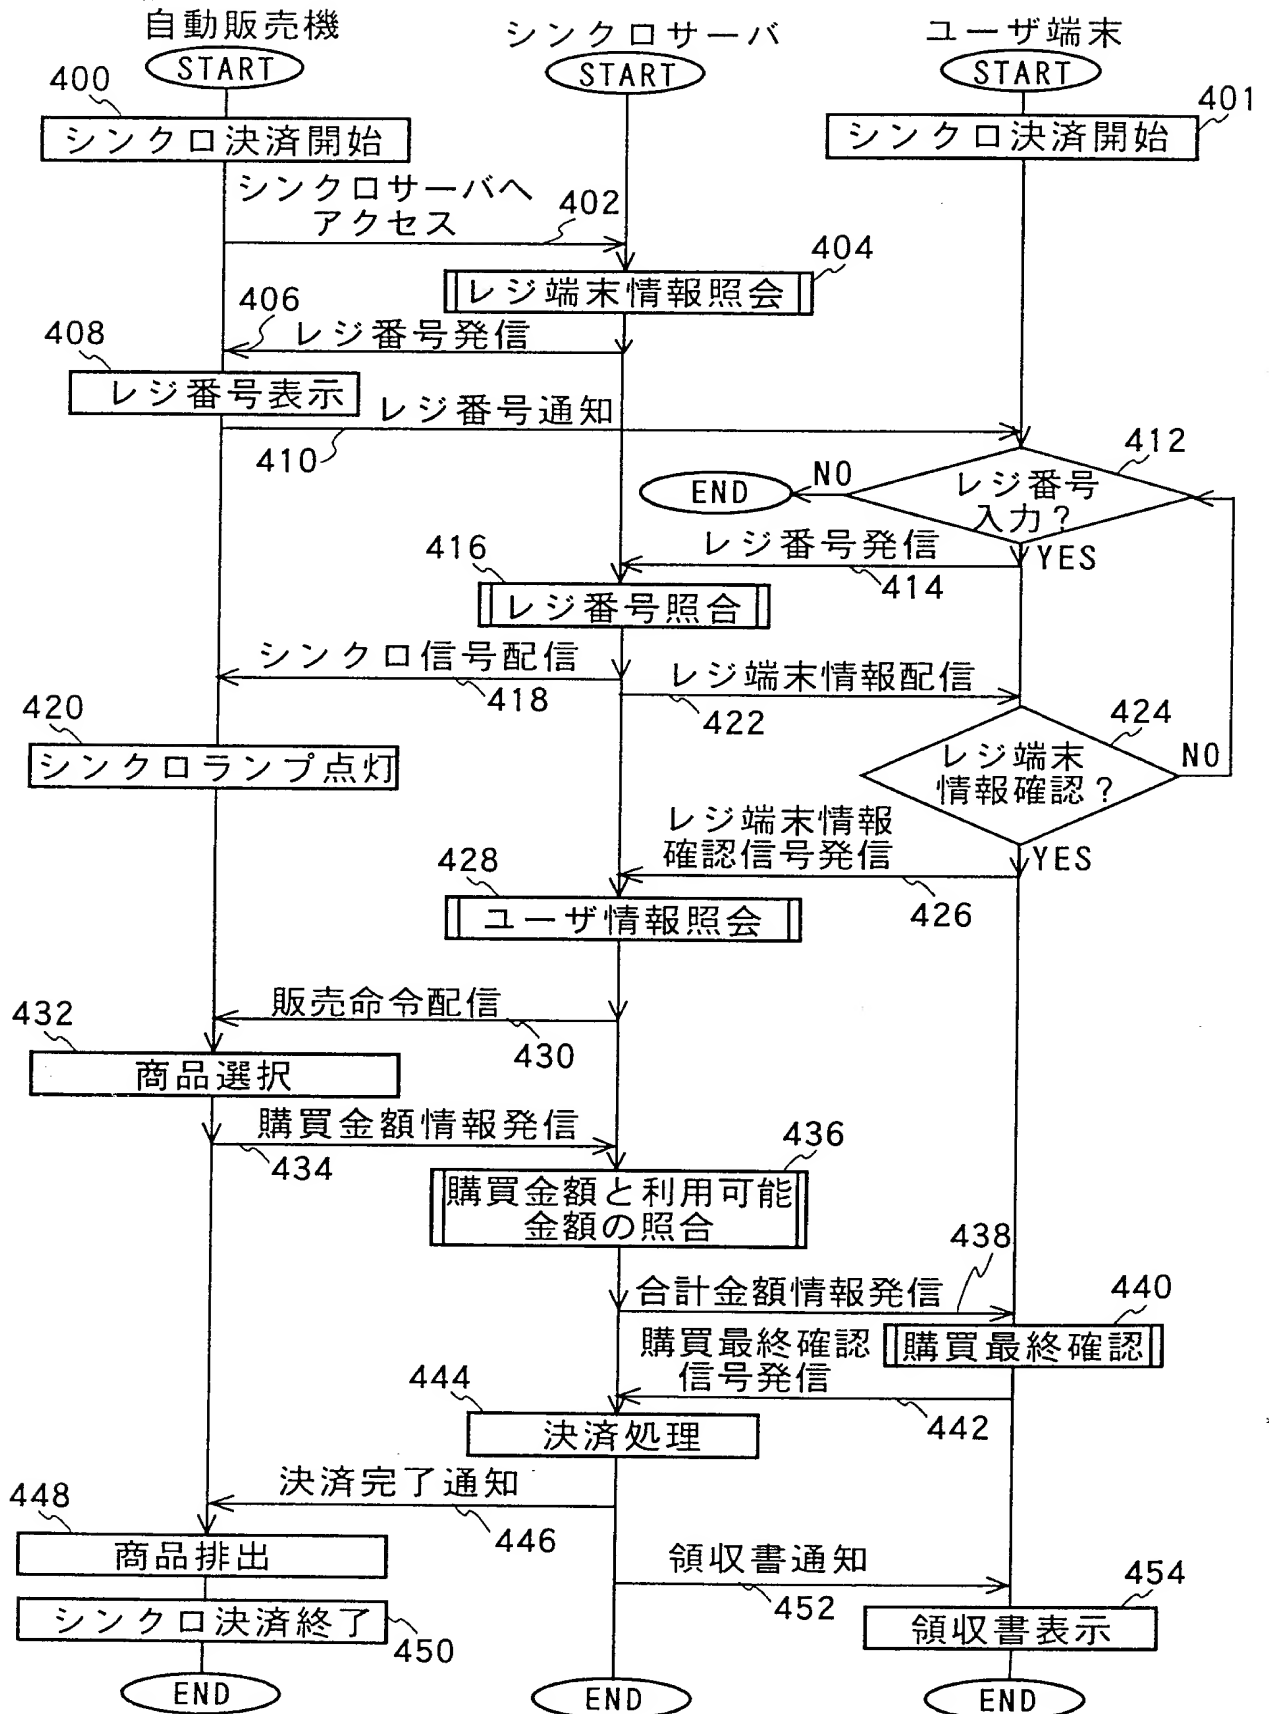 自動販売機
シンクロサーバ
ユーザ端末
START
START
START
400
401
シンクロ決済開始
シンクロ決済開始
シンクロサーバへ
アクセス
402
404
レジ端末情報照会
406
レジ番号発信
408
レジ番号表示
レジ番号通知
410
412
レジ番号
入力?
NO
END
YES
レジ番号発信
414
416
レジ番号照合
シンクロ信号配信
418
レジ端末情報配信
422
420
シンクロランプ点灯
424
レジ端末
情報確認?
NO
YES
レジ端末情報
確認信号発信
426
428
ユーザ情報照会
販売命令配信
430
432
商品選択
購買金額情報発信
434
436
購買金額と利用可能
金額の照合
438
合計金額情報発信
440
購買最終確認
購買最終確認
信号発信
442
444
決済処理
決済完了通知
446
448
商品排出
領収書通知
452
454
シンクロ決済終了
450
領収書表示
END
END
END